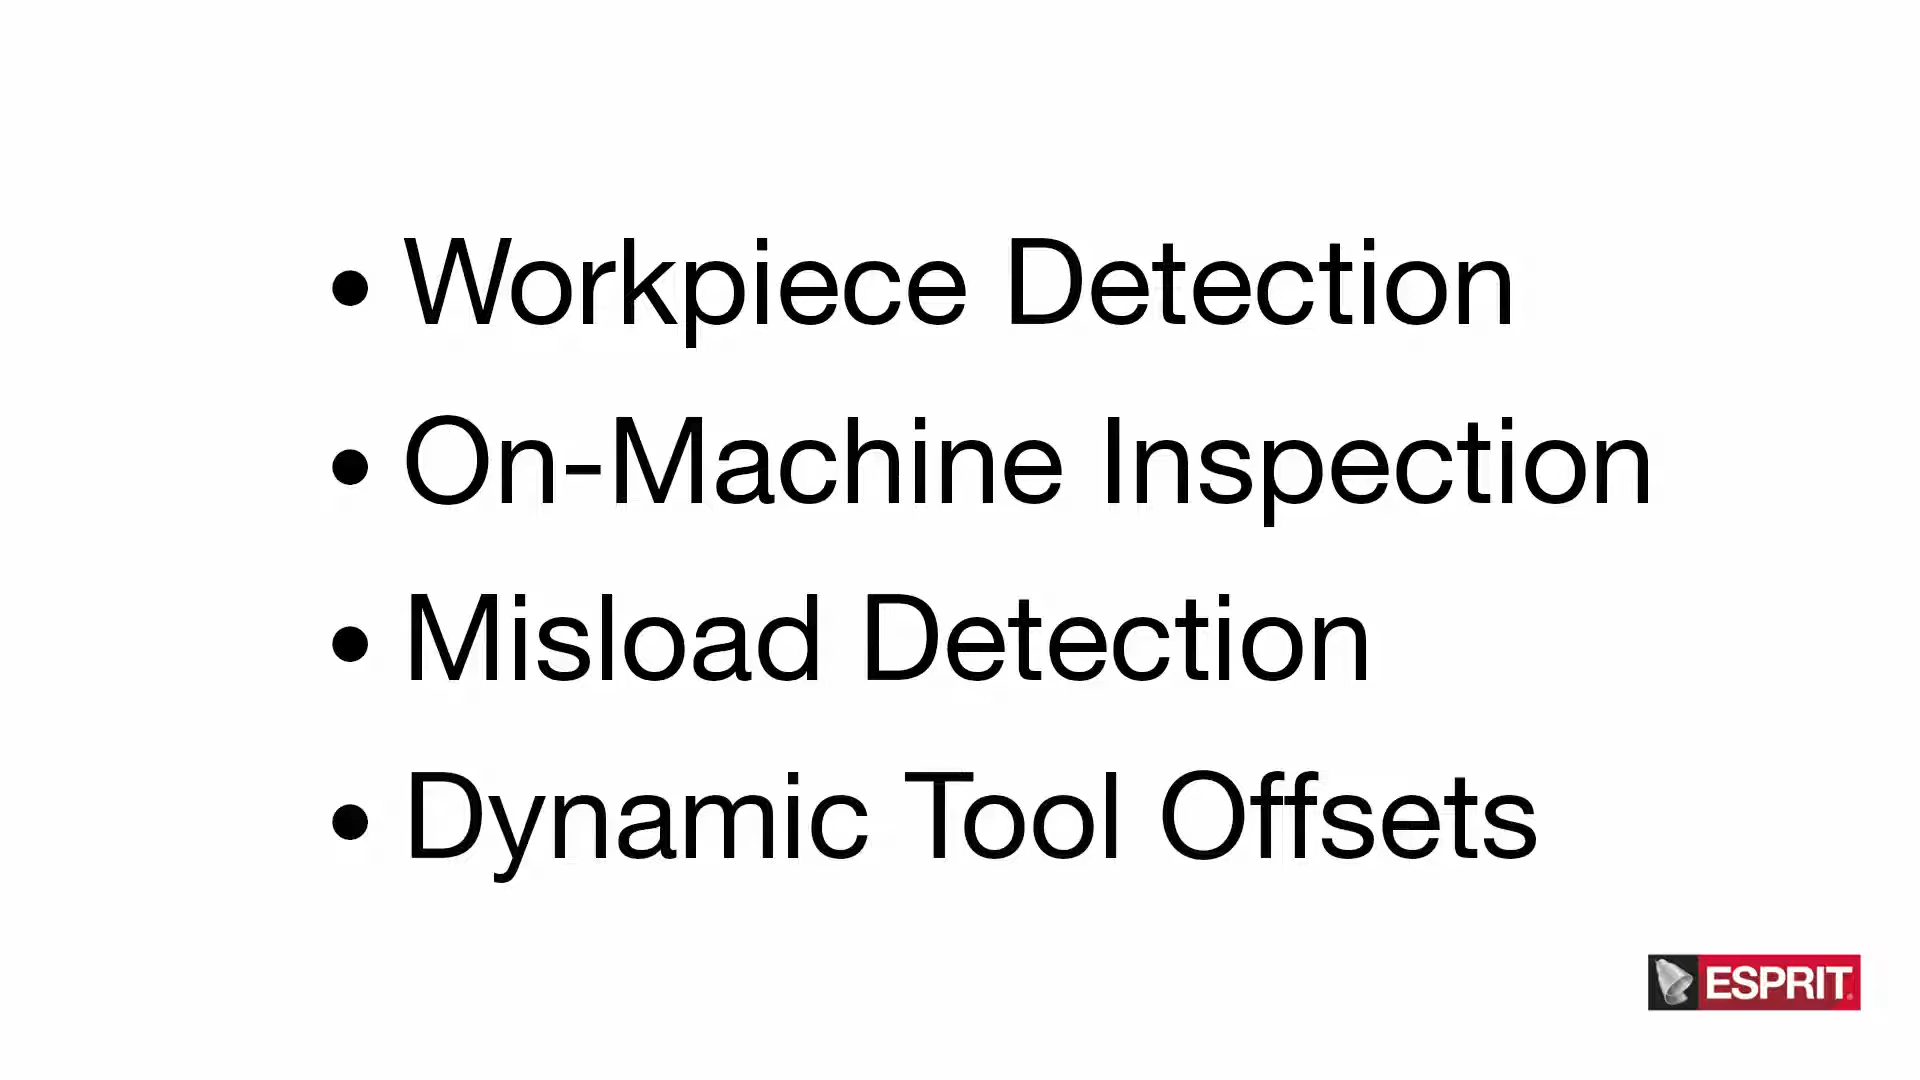 • Workpiece Detection
• On-Machine Inspection
• Misload Detection
• Dynamic Tool Offsets
ESPRIT